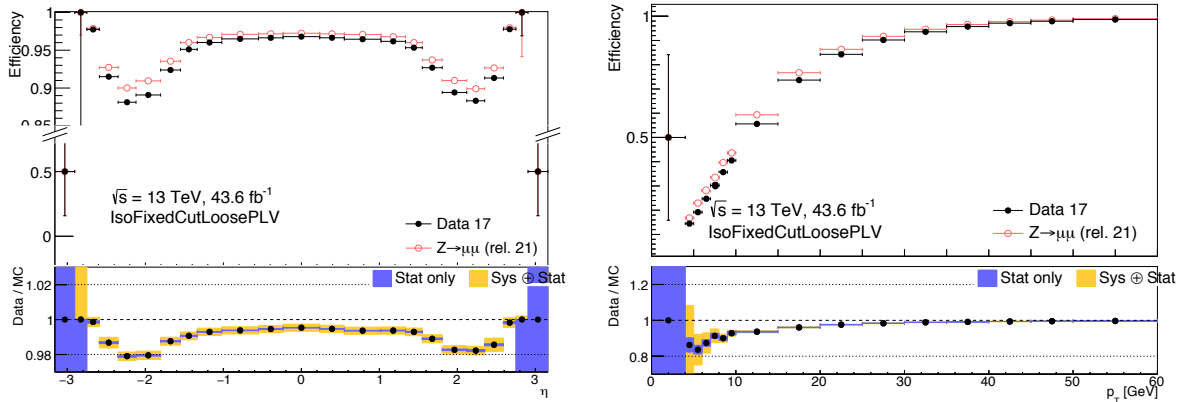 Efficiency
1
0.95
0.9
0.85
0.5
0
√s = 13 TeV, 43.6 fb-1
IsoFixedCutLoosePLV
Data 17
Z→μμ (rel. 21)
Data / MC
1.02
1
0.98
Stat only
Sys ⊕ Stat
−3 −2 −1 0 1 2 3
η
Efficiency
1
0.5
√s = 13 TeV, 43.6 fb-1
IsoFixedCutLoosePLV
Data 17
Z→μμ (rel. 21)
Data / MC
1.2
1
0.8
Stat only
Sys ⊕ Stat
0 10 20 30 40 50 60
pT [GeV]